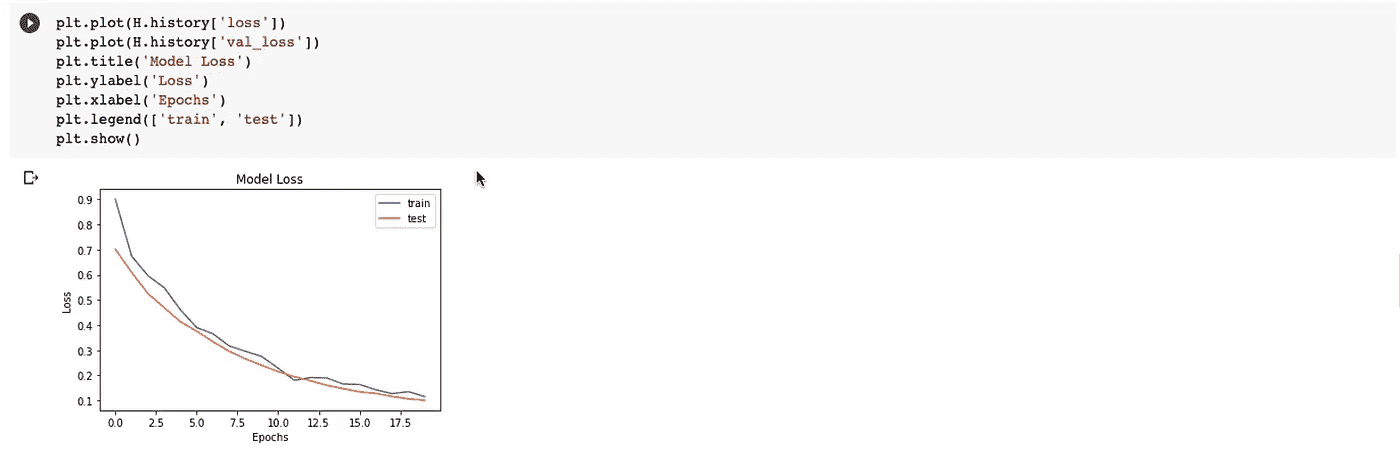 plt.plot(H.history['loss'])
plt.plot(H.history['val_loss'])
plt.title('Model Loss')
plt.ylabel('Loss')
plt.xlabel('Epochs')
plt.legend(['train', 'test'])
plt.show()
Model Loss
train
test
0.9
0.8
0.7
0.6
0.5
0.4
0.3
0.2
0.1
Loss
0.0 2.5 5.0 7.5 10.0 12.5 15.0 17.5
Epochs